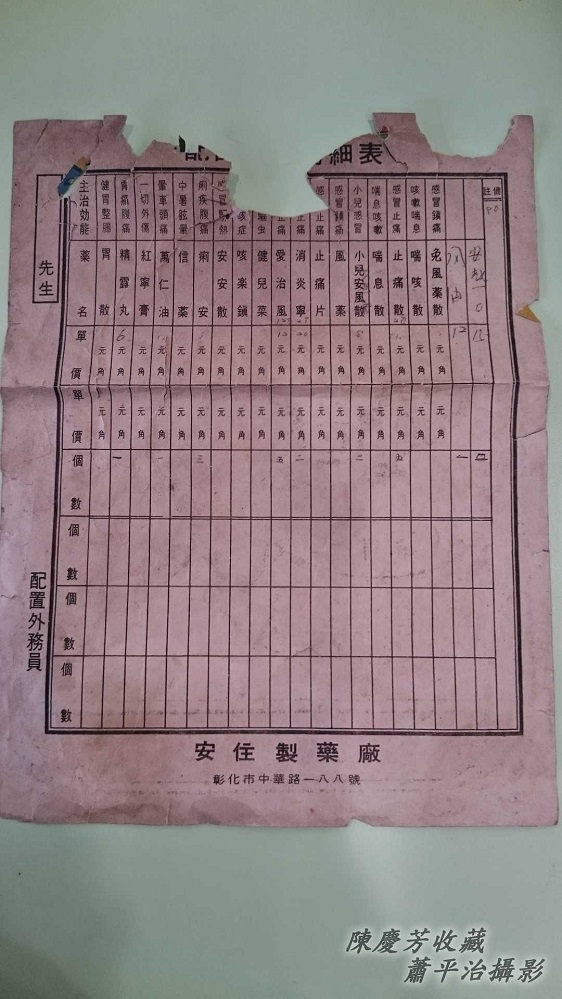 細表
先生
配置外務員
主治効能 藥名 單價 單價 個數 個數 個數 個數
健胃整腸 胃散 元角 元角
胃痛腹痛 精露丸 6 元角 元角 一
一切外傷 紅寧膏 元角 元角
暈車頭痛 萬仁油 元角 元角 一
中暑眩暈 信藥 元角 元角
痢疾腹痛 痢安 元角 元角 三
安安散 元角 元角
咳症 咳楽鎮 元角 元角
驅虫 健兒菜 元角 元角
止痛 愛治風 12 元角 元角 五
止痛 消炎寧 元角 元角 二
感冒止痛 止痛片 元角 元角
感冒鎮痛 風藥 元角 元角
小兒感冒 小兒安風散 元角 元角 二
喘息咳嗽 喘息散 元角 元角
感冒止痛 止痛散 元角 元角 五
咳嗽喘息 喘咳散 元角 元角
感冒鎮痛 免風藥散 元角 元角
12 一
四
備註
安住製藥廠
彰化市中華路一八八號
陳慶芳收藏
蕭平治攝影